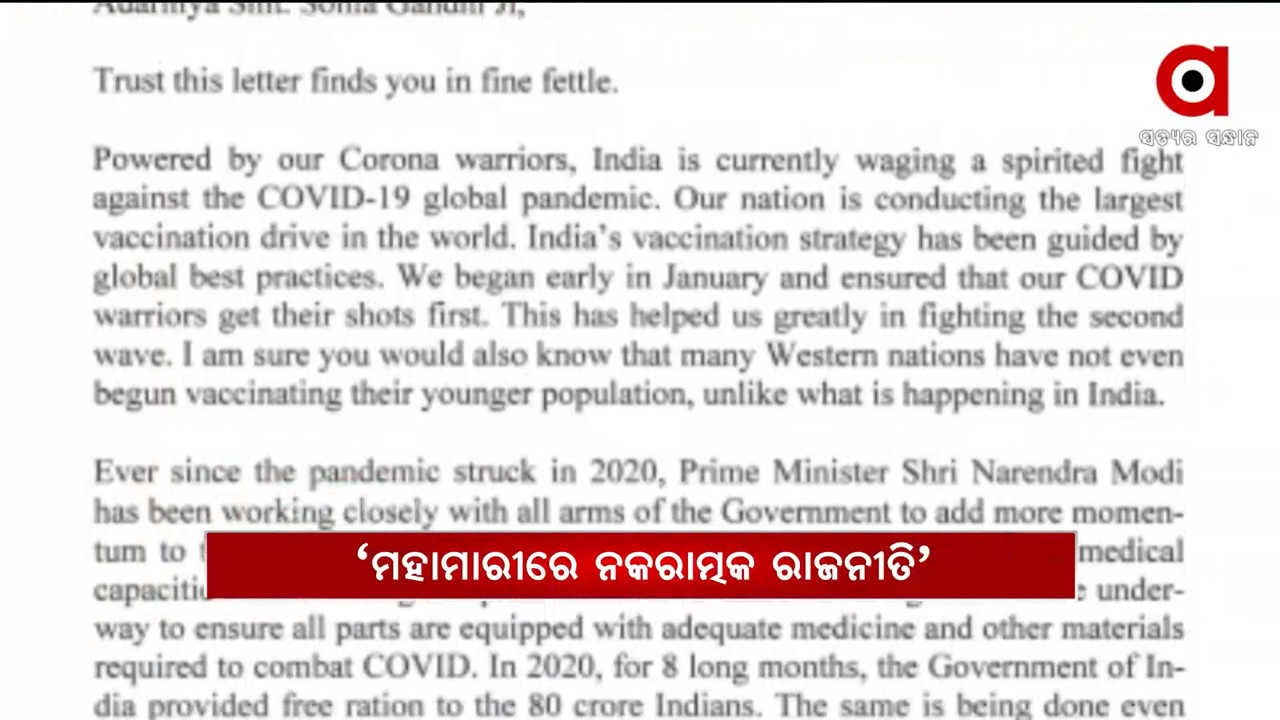 Adarniya Smt. Sonia Gandhi Ji,
Trust this letter finds you in fine fettle.
Powered by our Corona warriors, India is currently waging a spirited fight
against the COVID-19 global pandemic. Our nation is conducting the largest
vaccination drive in the world. India's vaccination strategy has been guided by
global best practices. We began early in January and ensured that our COVID
warriors get their shots first. This has helped us greatly in fighting the second
wave. I am sure you would also know that many Western nations have not even
begun vaccinating their younger population, unlike what is happening in India.
Ever since the pandemic struck in 2020, Prime Minister Shri Narendra Modi
has been working closely with all arms of the Government to add more momen-
tum to medical
under-
way to ensure all parts are equipped with adequate medicine and other materials
required to combat COVID. In 2020, for 8 long months, the Government of In-
dia provided free ration to the 80 crore Indians. The same is being done even
‘ମହାମାରୀରେ ନକରାତ୍ମକ ରାଜନୀତି’
ସତ୍ୟର ସନ୍ଧାନ